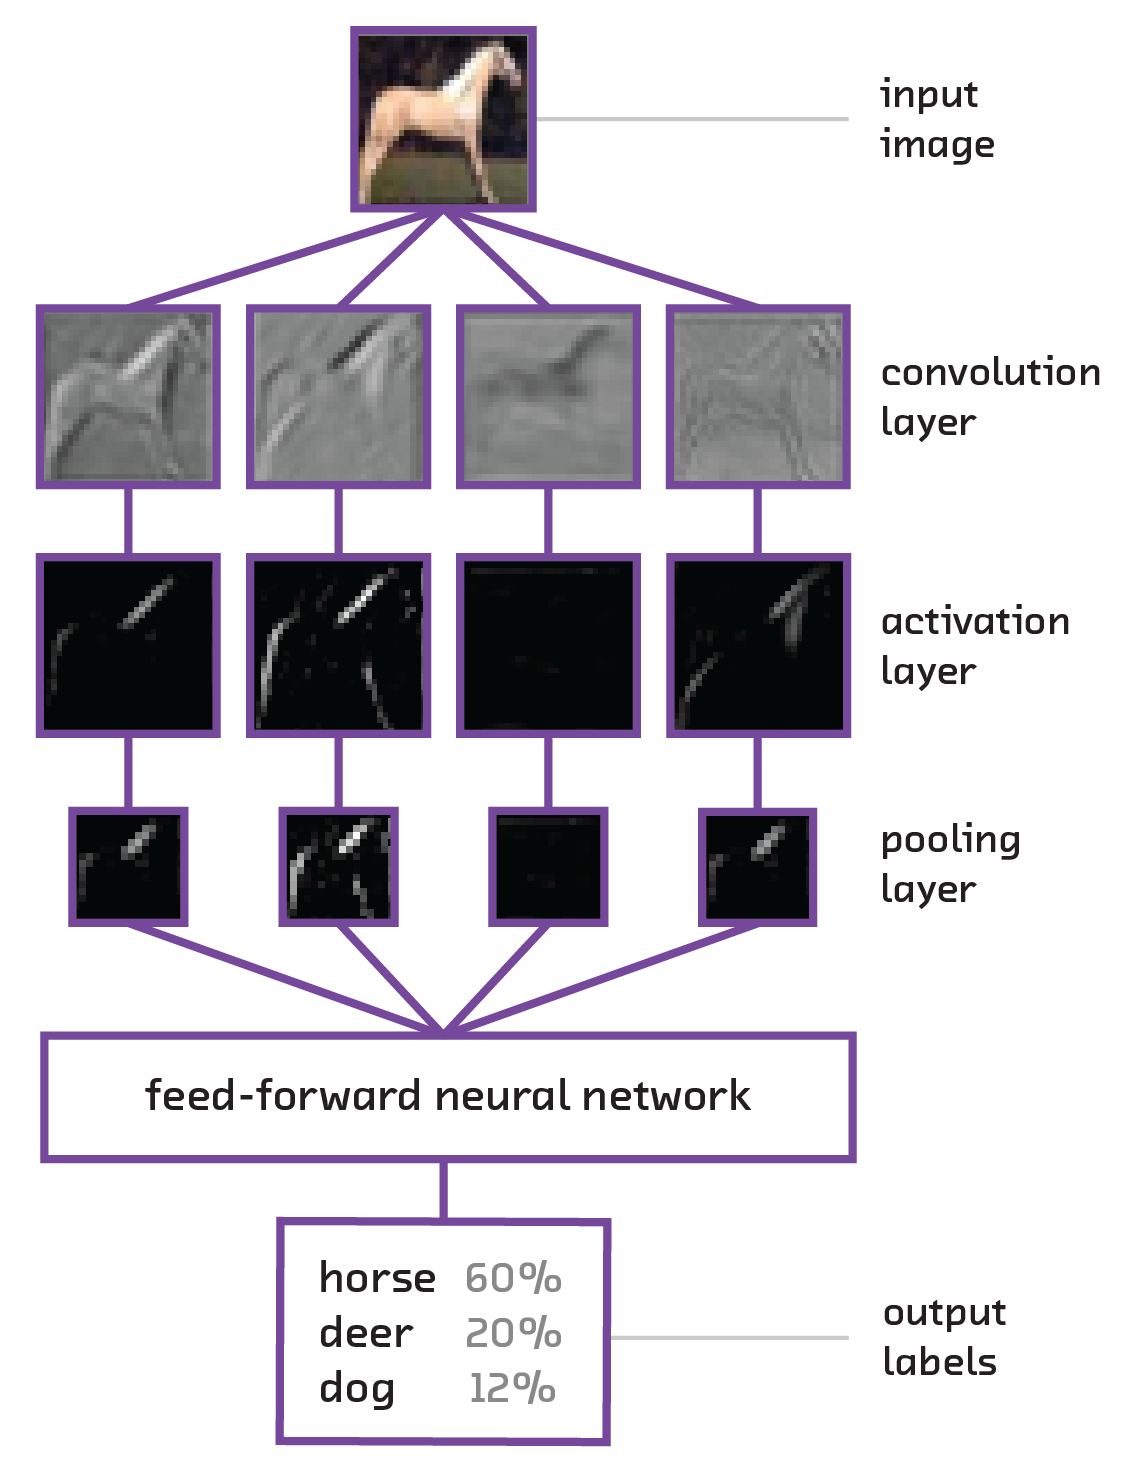 input
image
convolution
layer
activation
layer
pooling
layer
feed-forward neural network
horse 60%
deer 20%
dog 12%
output
labels